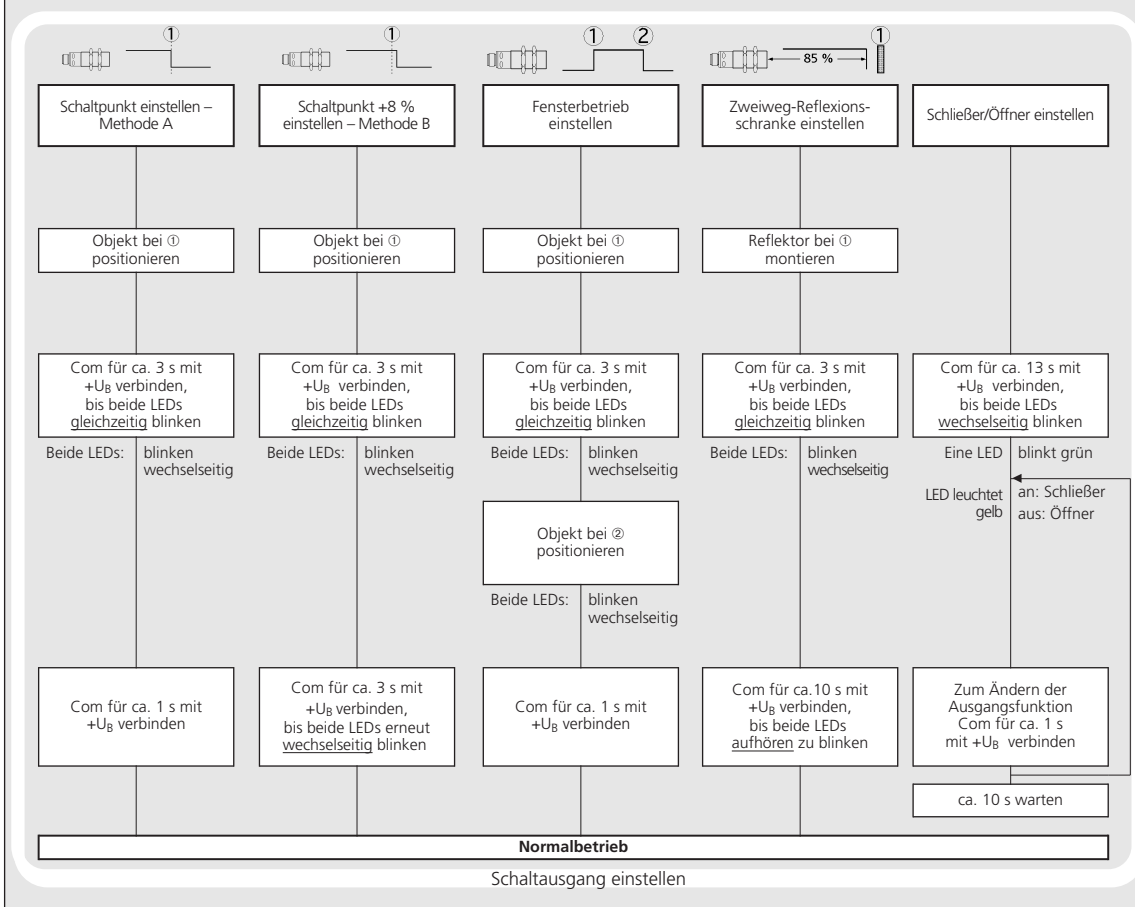 ①
①
①
②
85 %
①
Schaltpunkt einstellen –
Methode A
Schaltpunkt +8 %
einstellen – Methode B
Fensterbetrieb
einstellen
Zweiweg-Reflexions-
schranke einstellen
Schließer/Öffner einstellen
Objekt bei ①
positionieren
Objekt bei ①
positionieren
Objekt bei ①
positionieren
Reflektor bei ①
montieren
Com für ca. 3 s mit
+UB verbinden,
bis beide LEDs
gleichzeitig blinken
Com für ca. 3 s mit
+UB verbinden,
bis beide LEDs
gleichzeitig blinken
Com für ca. 3 s mit
+UB verbinden,
bis beide LEDs
gleichzeitig blinken
Com für ca. 3 s mit
+UB verbinden,
bis beide LEDs
gleichzeitig blinken
Com für ca. 13 s mit
+UB verbinden,
bis beide LEDs
wechselseitig blinken
Beide LEDs: blinken
wechselseitig
Beide LEDs: blinken
wechselseitig
Beide LEDs: blinken
wechselseitig
Beide LEDs: blinken
wechselseitig
Eine LED blinkt grün
LED leuchtet
gelb
an: Schließer
aus: Öffner
Objekt bei ②
positionieren
Beide LEDs: blinken
wechselseitig
Com für ca. 1 s mit
+UB verbinden
Com für ca. 3 s mit
+UB verbinden,
bis beide LEDs erneut
wechselseitig blinken
Com für ca. 1 s mit
+UB verbinden
Com für ca.10 s mit
+UB verbinden,
bis beide LEDs
aufhören zu blinken
Zum Ändern der
Ausgangsfunktion
Com für ca. 1 s
mit +UB verbinden
ca. 10 s warten
Normalbetrieb
Schaltausgang einstellen